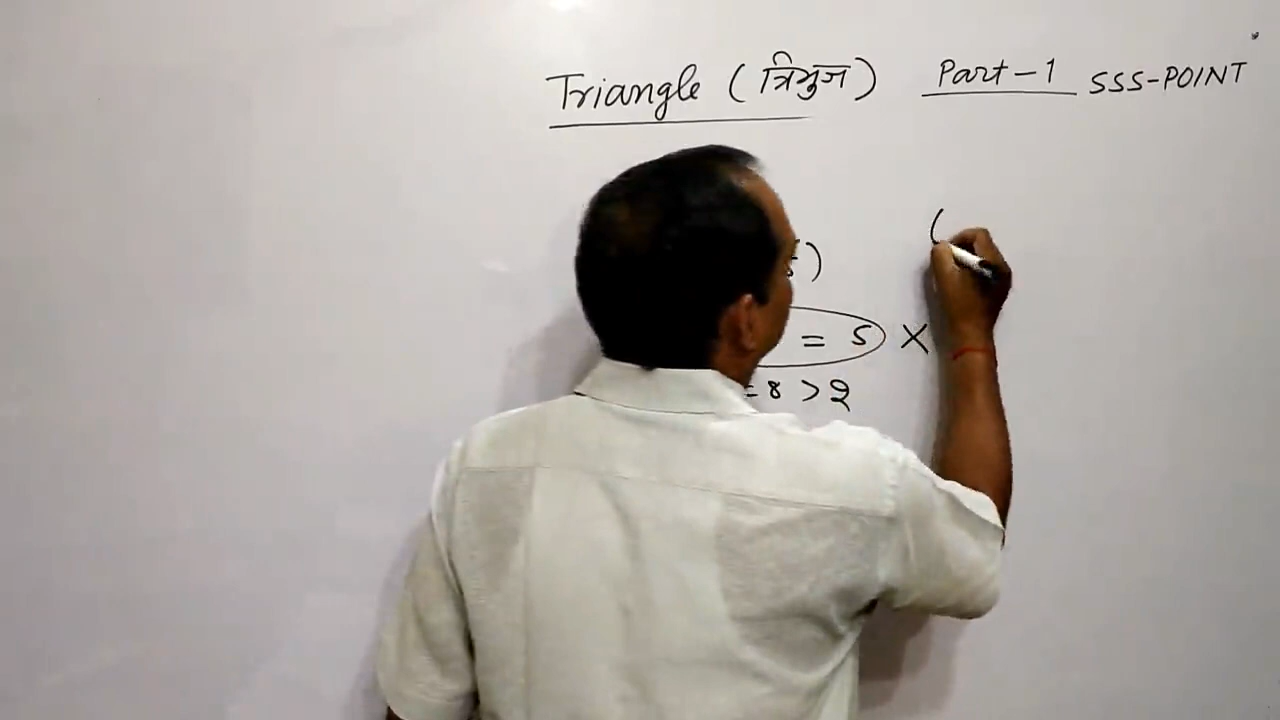 Triangle (त्रिभुज) Part-1 SSS-POINT
)
= 5 ×
(
= 8 > 2